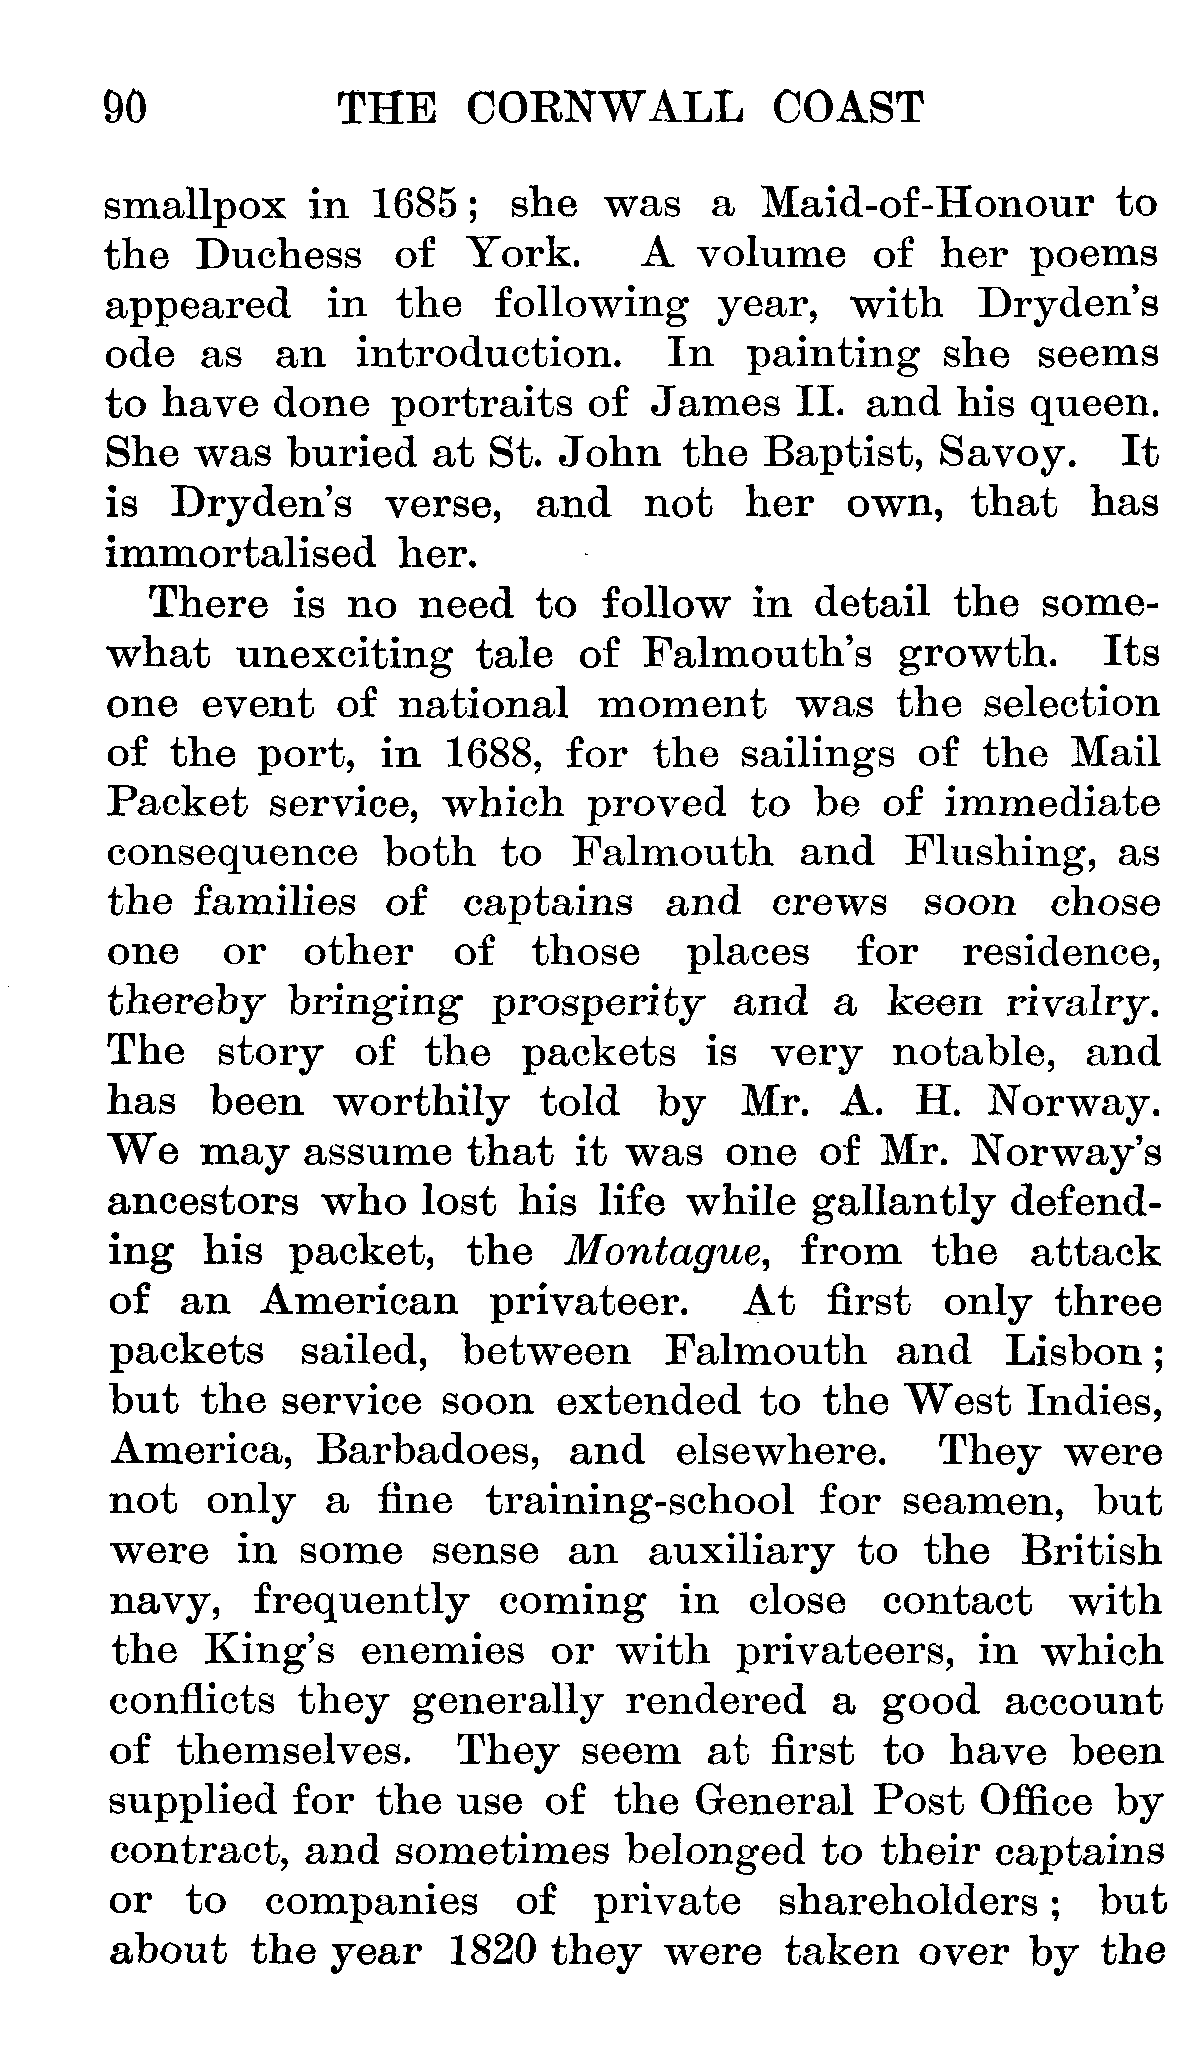 90 THE CORNWALL COAST
smallpox in 1685; she was a Maid-of-Honour to
the Duchess of York. A volume of her poems
appeared in the following year, with Dryden's
ode as an introduction. In painting she seems
to have done portraits of James II. and his queen.
She was buried at St. John the Baptist, Savoy. It
is Dryden's verse, and not her own, that has
immortalised her.
There is no need to follow in detail the some-
what unexciting tale of Falmouth's growth. Its
one event of national moment was the selection
of the port, in 1688, for the sailings of the Mail
Packet service, which proved to be of immediate
consequence both to Falmouth and Flushing, as
the families of captains and crews soon chose
one or other of those places for residence,
thereby bringing prosperity and a keen rivalry.
The story of the packets is very notable, and
has been worthily told by Mr. A. H. Norway.
We may assume that it was one of Mr. Norway's
ancestors who lost his life while gallantly defend-
ing his packet, the Montague, from the attack
of an American privateer. At first only three
packets sailed, between Falmouth and Lisbon;
but the service soon extended to the West Indies,
America, Barbadoes, and elsewhere. They were
not only a fine training-school for seamen, but
were in some sense an auxiliary to the British
navy, frequently coming in close contact with
the King's enemies or with privateers, in which
conflicts they generally rendered a good account
of themselves. They seem at first to have been
supplied for the use of the General Post Office by
contract, and sometimes belonged to their captains
or to companies of private shareholders; but
about the year 1820 they were taken over by the